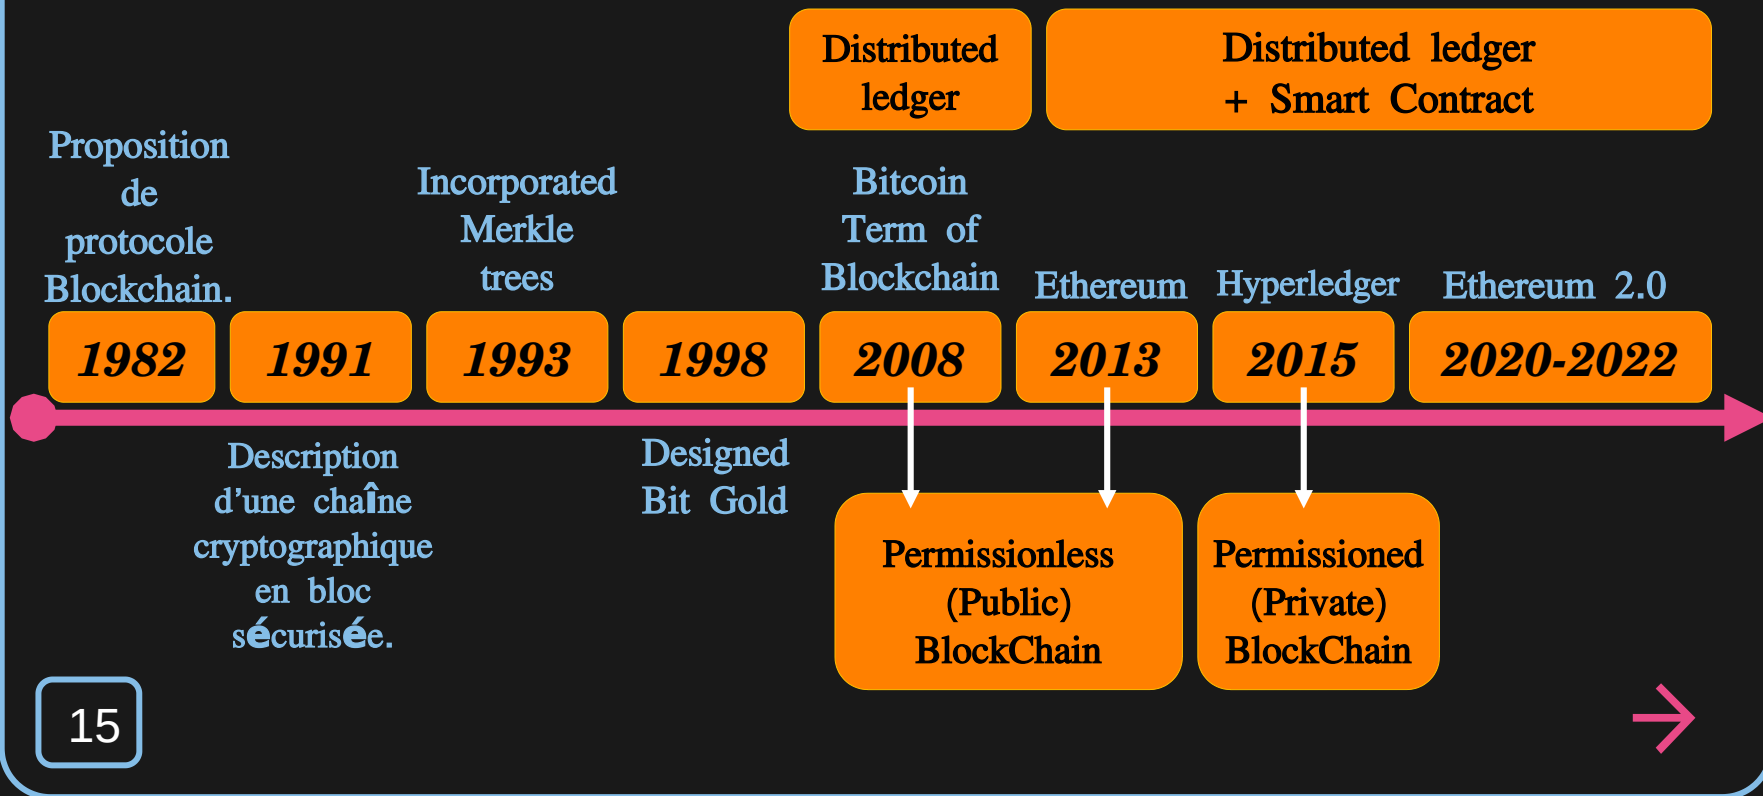 Distributed
ledger
Distributed ledger
+ Smart Contract
Proposition
de
protocole
Blockchain.
Incorporated
Merkle
trees
Bitcoin
Term of
Blockchain
Ethereum
Hyperledger
Ethereum 2.0
1982
1991
1993
1998
2008
2013
2015
2020-2022
Description
d'une chaîne
cryptographique
en bloc
sécurisée.
Designed
Bit Gold
Permissionless
(Public)
BlockChain
Permissioned
(Private)
BlockChain
15